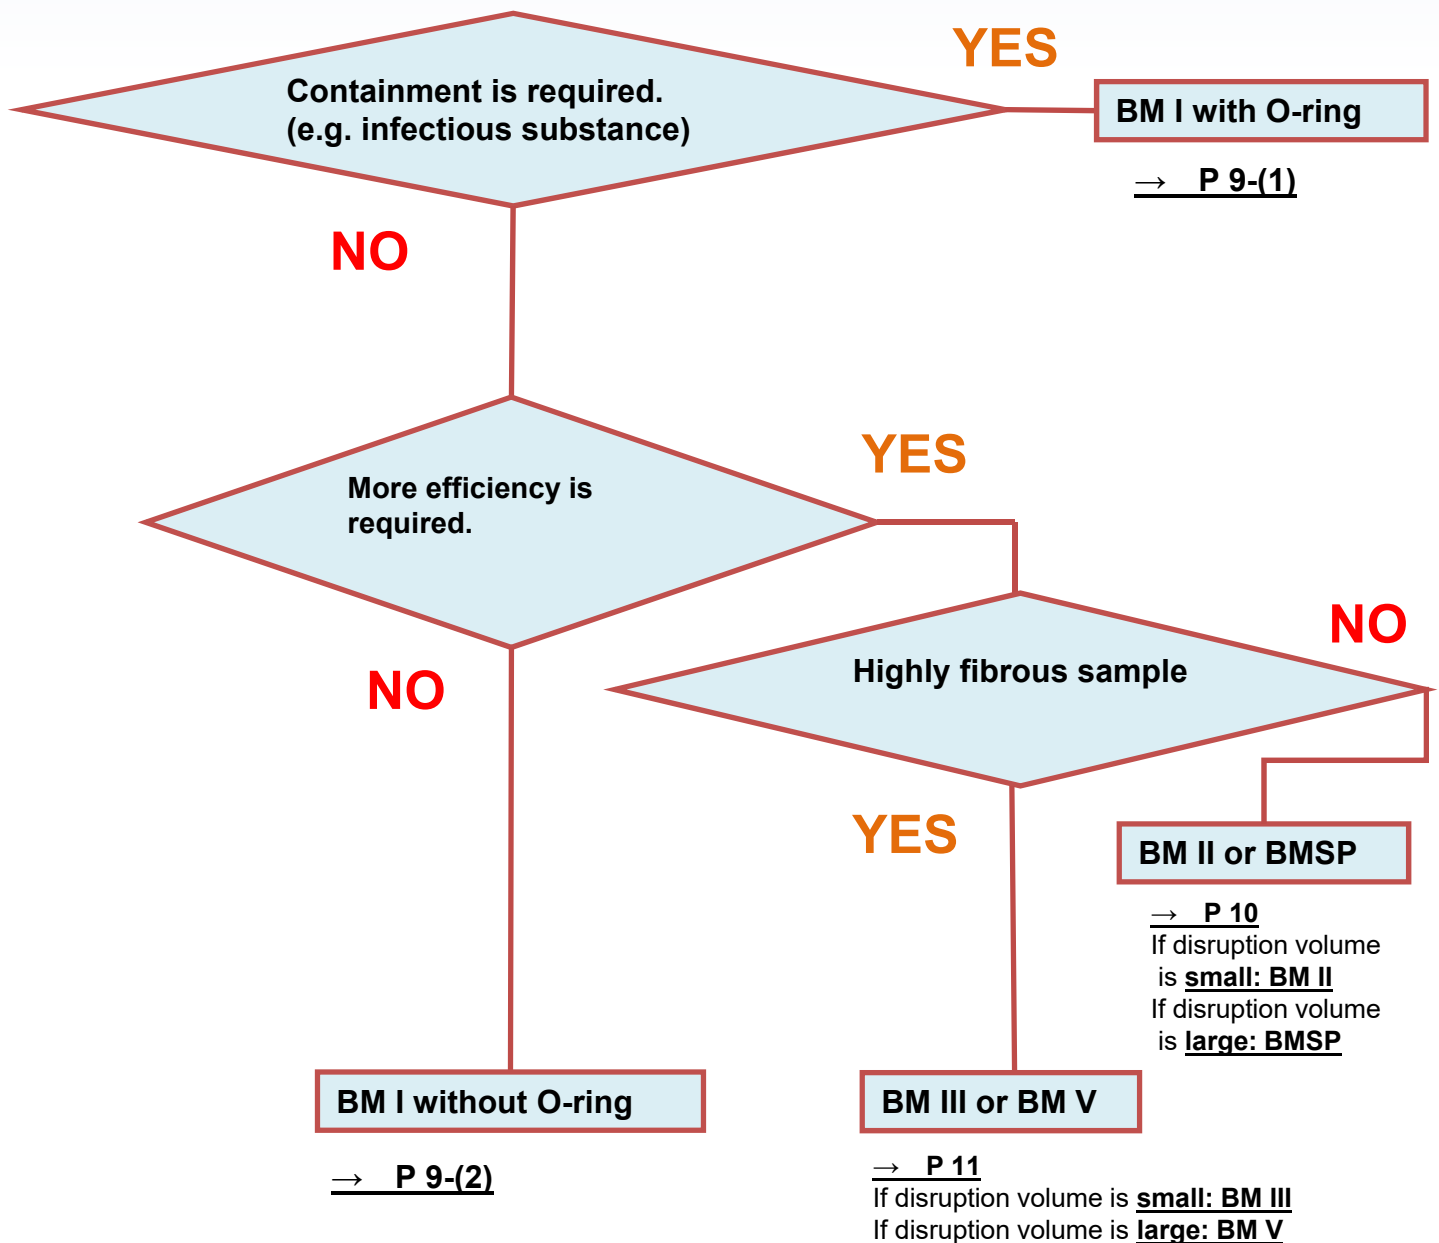 YES
Containment is required.
(e.g. infectious substance)
BM I with O-ring
→ P 9-(1)
NO
More efficiency is
required.
YES
NO
Highly fibrous sample
NO
YES
BM II or BMSP
→ P 10
If disruption volume
is small: BM II
If disruption volume
is large: BMSP
BM I without O-ring
→ P 9-(2)
BM III or BM V
→ P 11
If disruption volume is small: BM III
If disruption volume is large: BM V